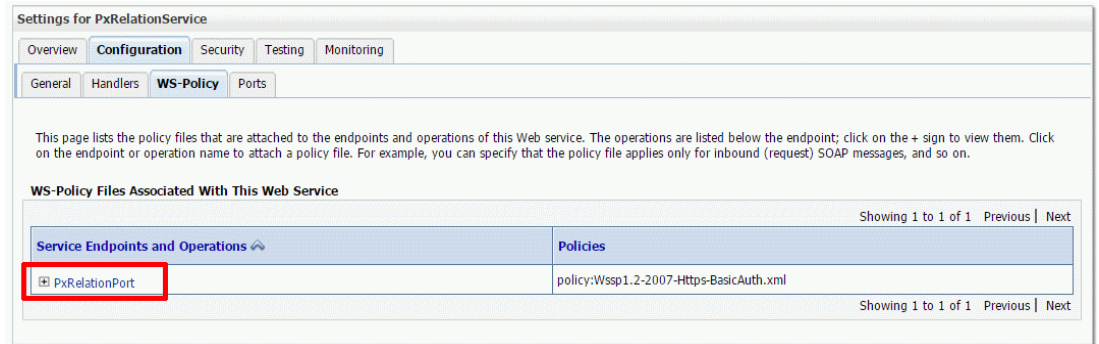 Settings for PxRelationService
Overview Configuration Security Testing Monitoring
General Handlers WS-Policy Ports
This page lists the policy files that are attached to the endpoints and operations of this Web service. The operations are listed below the endpoint; click on the + sign to view them. Click
on the endpoint or operation name to attach a policy file. For example, you can specify that the policy file applies only for inbound (request) SOAP messages, and so on.
WS-Policy Files Associated With This Web Service
Showing 1 to 1 of 1 Previous | Next
Service Endpoints and Operations Policies
PxRelationPort policy:Wssp1.2-2007-Https-BasicAuth.xml
Showing 1 to 1 of 1 Previous | Next